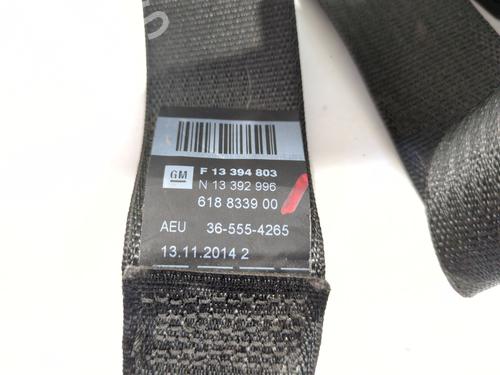 GM F 13 394 803
N 13 392 996
618 8339 00
AEU 36-555-4265
13.11.2014 2